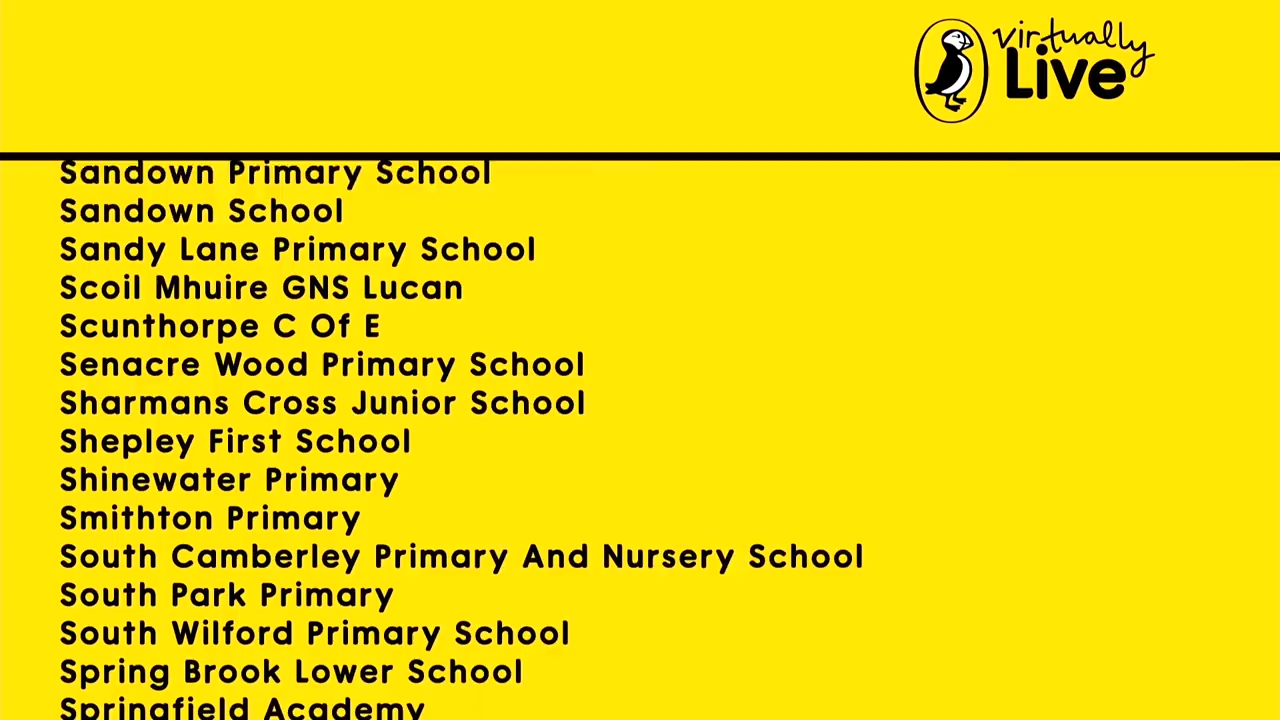 virtually
Live
Sandown Primary School
Sandown School
Sandy Lane Primary School
Scoil Mhuire GNS Lucan
Scunthorpe C Of E
Senacre Wood Primary School
Sharmans Cross Junior School
Shepley First School
Shinewater Primary
Smithton Primary
South Camberley Primary And Nursery School
South Park Primary
South Wilford Primary School
Spring Brook Lower School
Springfield Academy